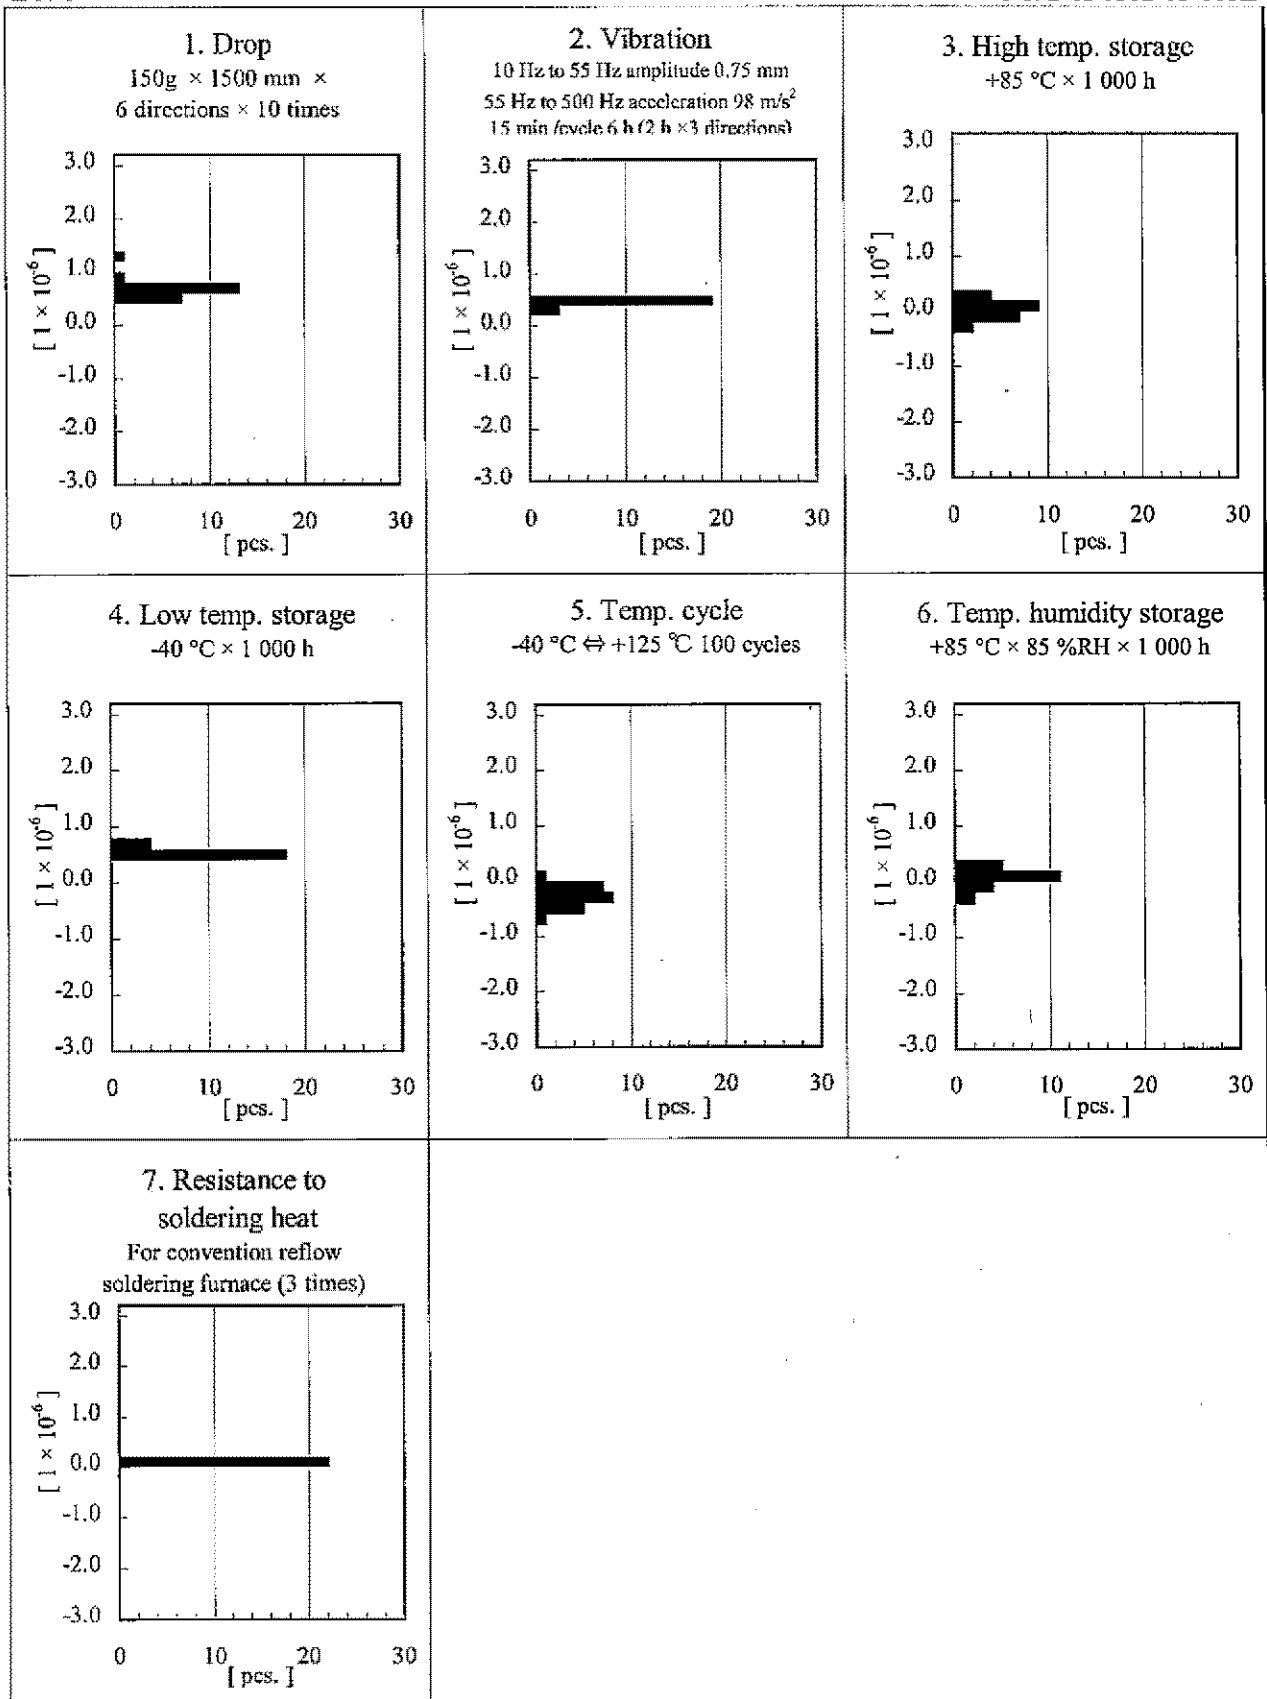 1. Drop
150g × 1500 mm ×
6 directions × 10 times
3.0
2.0
1.0
0.0
-1.0
-2.0
-3.0
[ 1 × 10⁻⁶ ]
0 10 20 30
[ pcs. ]
2. Vibration
10 Hz to 55 Hz amplitude 0.75 mm
55 Hz to 500 Hz acceleration 98 m/s²
15 min /cycle 6 h (2 h ×3 directions)
3.0
2.0
1.0
0.0
-1.0
-2.0
-3.0
[ 1 × 10⁻⁶ ]
0 10 20 30
[ pcs. ]
3. High temp. storage
+85 °C × 1 000 h
3.0
2.0
1.0
0.0
-1.0
-2.0
-3.0
[ 1 × 10⁻⁶ ]
0 10 20 30
[ pcs. ]
4. Low temp. storage
-40 °C × 1 000 h
3.0
2.0
1.0
0.0
-1.0
-2.0
-3.0
[ 1 × 10⁻⁶ ]
0 10 20 30
[ pcs. ]
5. Temp. cycle
-40 °C ⇔ +125 ℃ 100 cycles
3.0
2.0
1.0
0.0
-1.0
-2.0
-3.0
[ 1 × 10⁻⁶ ]
0 10 20 30
[ pcs. ]
6. Temp. humidity storage
+85 °C × 85 %RH × 1 000 h
3.0
2.0
1.0
0.0
-1.0
-2.0
-3.0
[ 1 × 10⁻⁶ ]
0 10 20 30
[ pcs. ]
7. Resistance to
soldering heat
For convention reflow
soldering furnace (3 times)
3.0
2.0
1.0
0.0
-1.0
-2.0
-3.0
[ 1 × 10⁻⁶ ]
0 10 20 30
[ pcs. ]